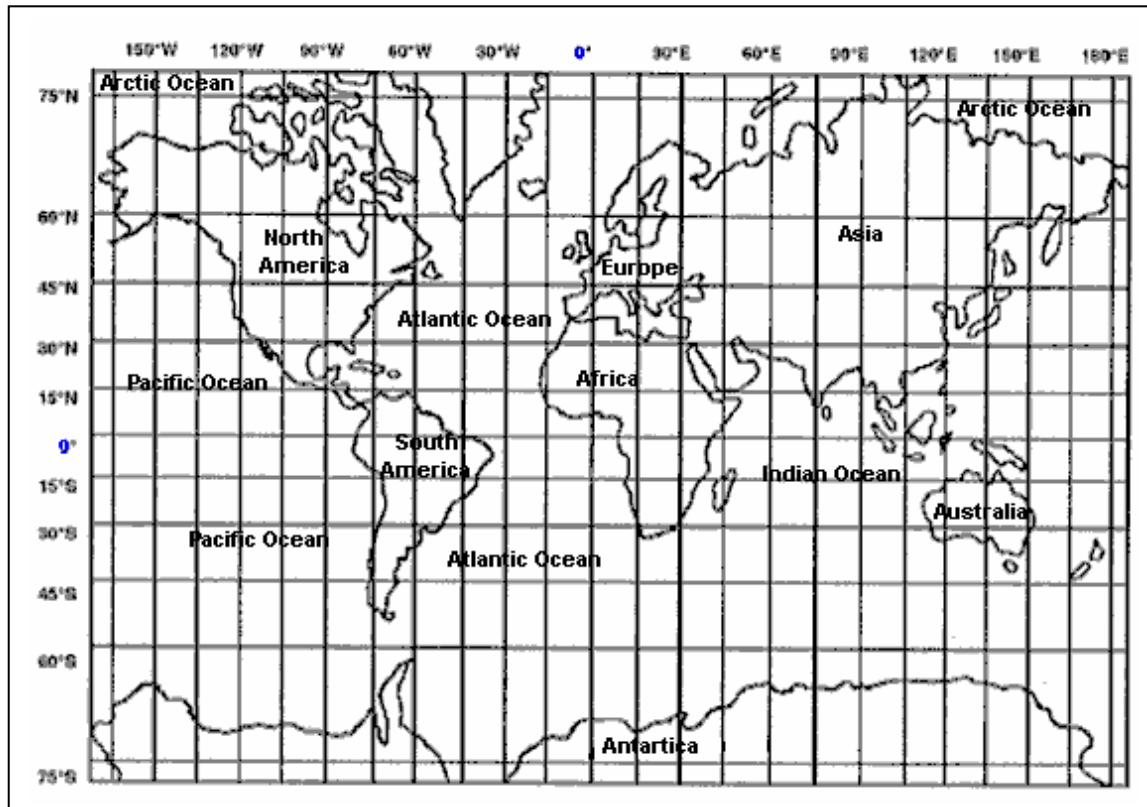 150°W 120°W 90°W 60°W 30°W 0° 30°E 60°E 90°E 120°E 150°E 180°E
Arctic Ocean
75°N
Arctic Ocean
60°N
North
America
Asia
Europe
45°N
Atlantic Ocean
30°N
Pacific Ocean
Africa
15°N
0°
South
America
Indian Ocean
15°S
Australia
30°S
Pacific Ocean
Atlantic Ocean
45°S
60°S
Antartica
75°S